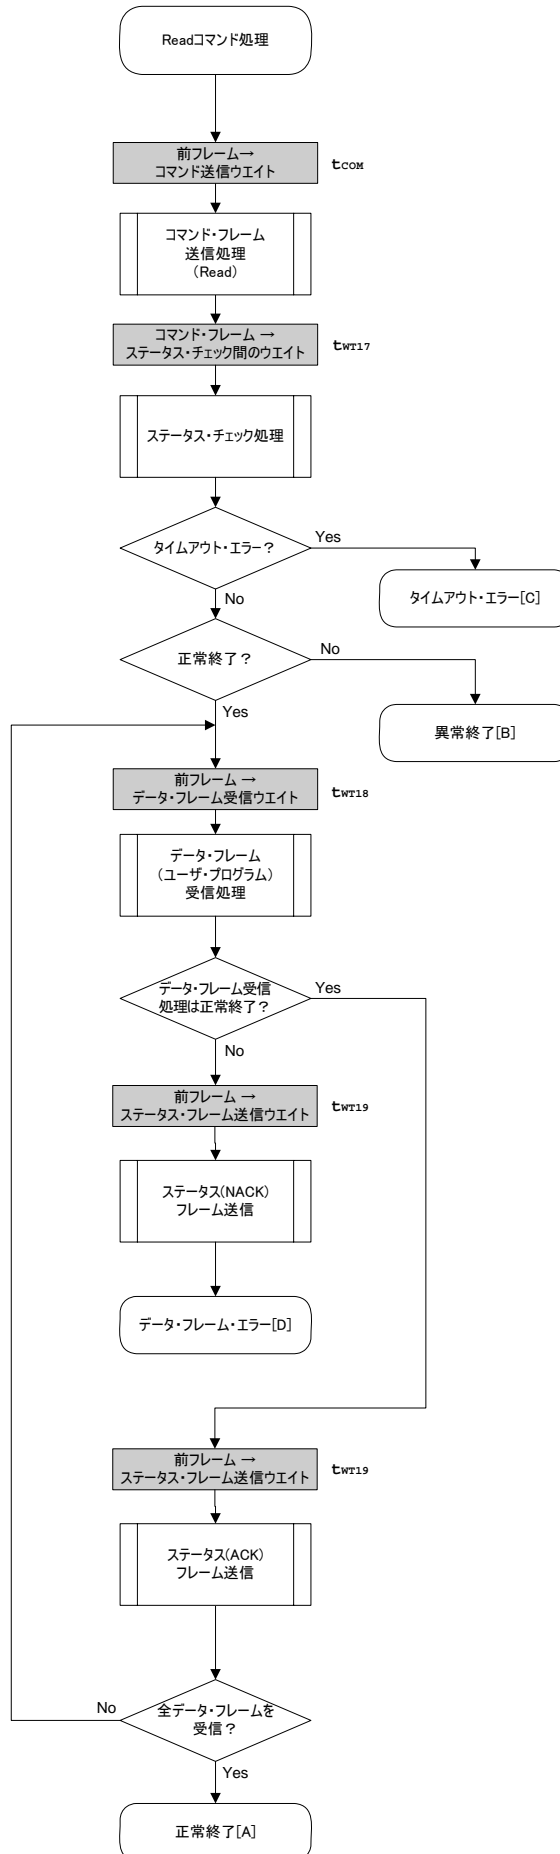 Readコマンド処理
前フレーム→
コマンド送信ウエイト
tCOM
コマンド・フレーム
送信処理
(Read)
コマンド・フレーム →
ステータス・チェック間のウエイト
tWT17
ステータス・チェック処理
タイムアウト・エラー？
Yes
タイムアウト・エラー[C]
No
正常終了？
No
異常終了[B]
Yes
前フレーム →
データ・フレーム受信ウエイト
tWT18
データ・フレーム
(ユーザ・プログラム)
受信処理
データ・フレーム受信
処理は正常終了？
Yes
No
前フレーム →
ステータス・フレーム送信ウエイト
tWT19
ステータス(NACK)
フレーム送信
データ・フレーム・エラー[D]
前フレーム →
ステータス・フレーム送信ウエイト
tWT19
ステータス(ACK)
フレーム送信
No
全データ・フレームを
受信？
Yes
正常終了[A]